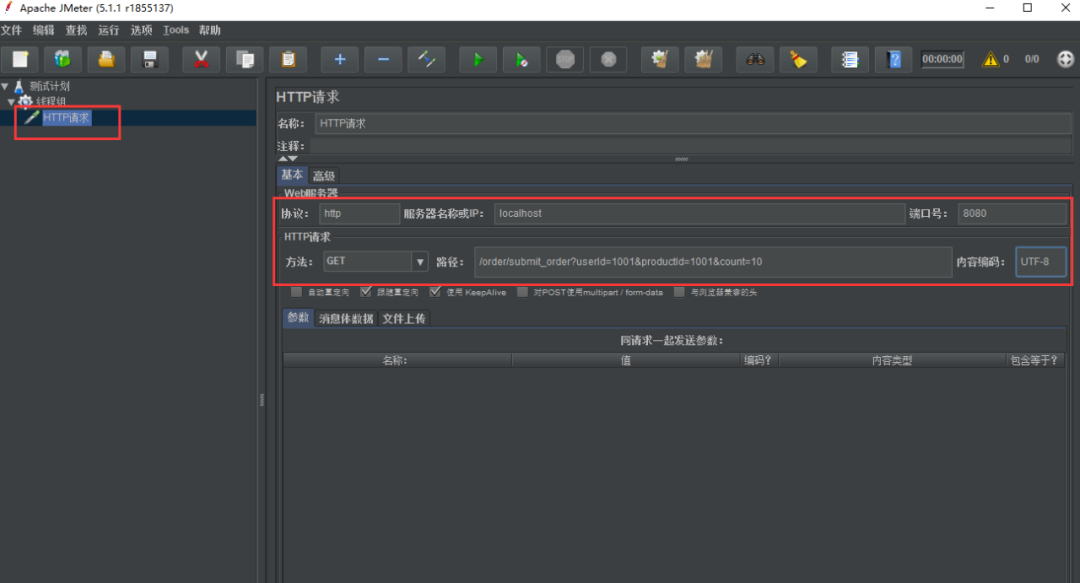 Apache JMeter (5.1.1 r1855137)
文件 编辑 查找 运行 选项 Tools 帮助
00:00:00 0 0/0
测试计划
线程组
HTTP请求
HTTP请求
名称: HTTP请求
注释:
基本 高级
Web服务器
协议: http 服务器名称或IP: localhost 端口号: 8080
HTTP请求
方法: GET 路径: /order/submit_order?userId=1001&productId=1001&count=10 内容编码: UTF-8
自动重定向 跟随重定向 使用 KeepAlive 对POST使用multipart / form-data 与浏览器兼容的头
参数 消息体数据 文件上传
同请求一起发送参数:
名称: 值 编码? 内容类型 包含等于?